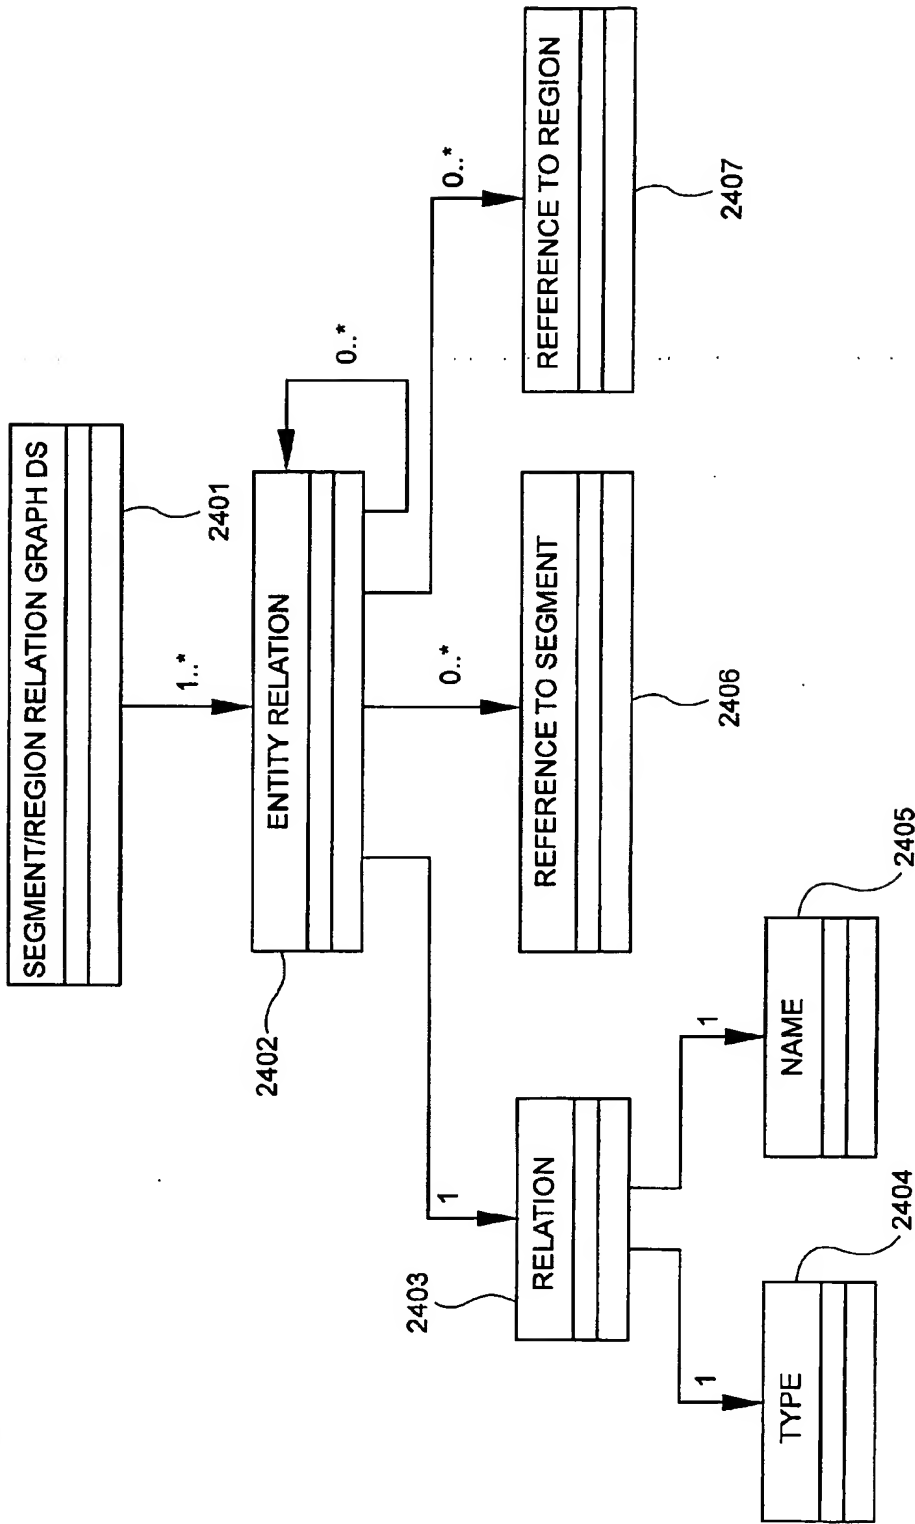 SEGMENT/REGION RELATION GRAPH DS
2401
1..*
ENTITY RELATION
2402
0..*
1
0..*
0..*
RELATION
2403
REFERENCE TO SEGMENT
2406
REFERENCE TO REGION
2407
1
1
TYPE
2404
NAME
2405